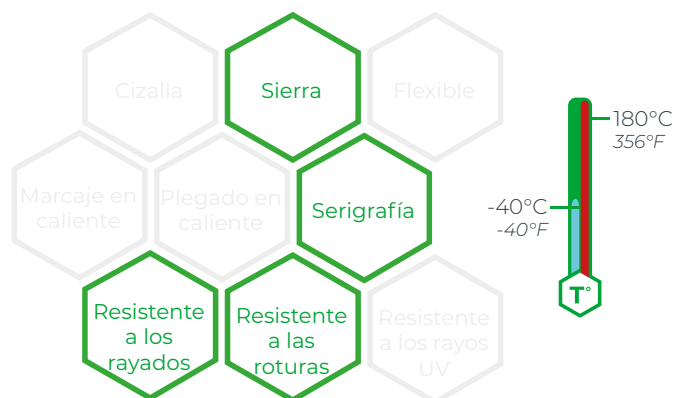 Cizalla
Sierra
Flexible
Marcaje en
caliente
Plegado en
caliente
Serigrafía
Resistente
a los
rayados
Resistente
a las
roturas
Resistente
a los rayos
UV
180°C
356°F
-40°C
-40°F
T°